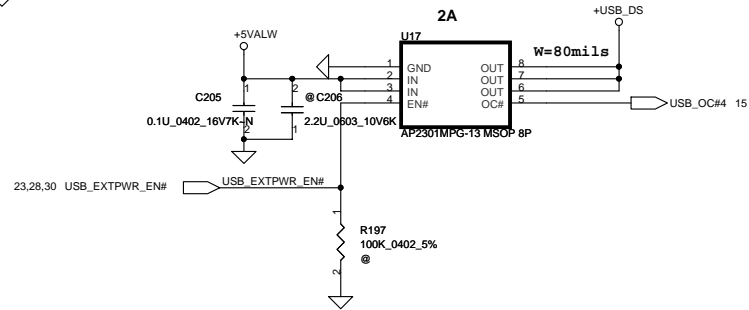 2A
+USB_DS
+5VALW
U17
W=80mils
1 GND OUT 8
2 IN OUT 7
3 IN OUT 6
4 EN# OC# 5
USB_OC#4 15
AP2301MPG-13 MSOP 8P
1
C205
0.1U_0402_16V7K~N
2
2
@C206
2.2U_0603_10V6K
1
23,28,30 USB_EXTPWR_EN#
USB_EXTPWR_EN#
1
R197
100K_0402_5%
@
2